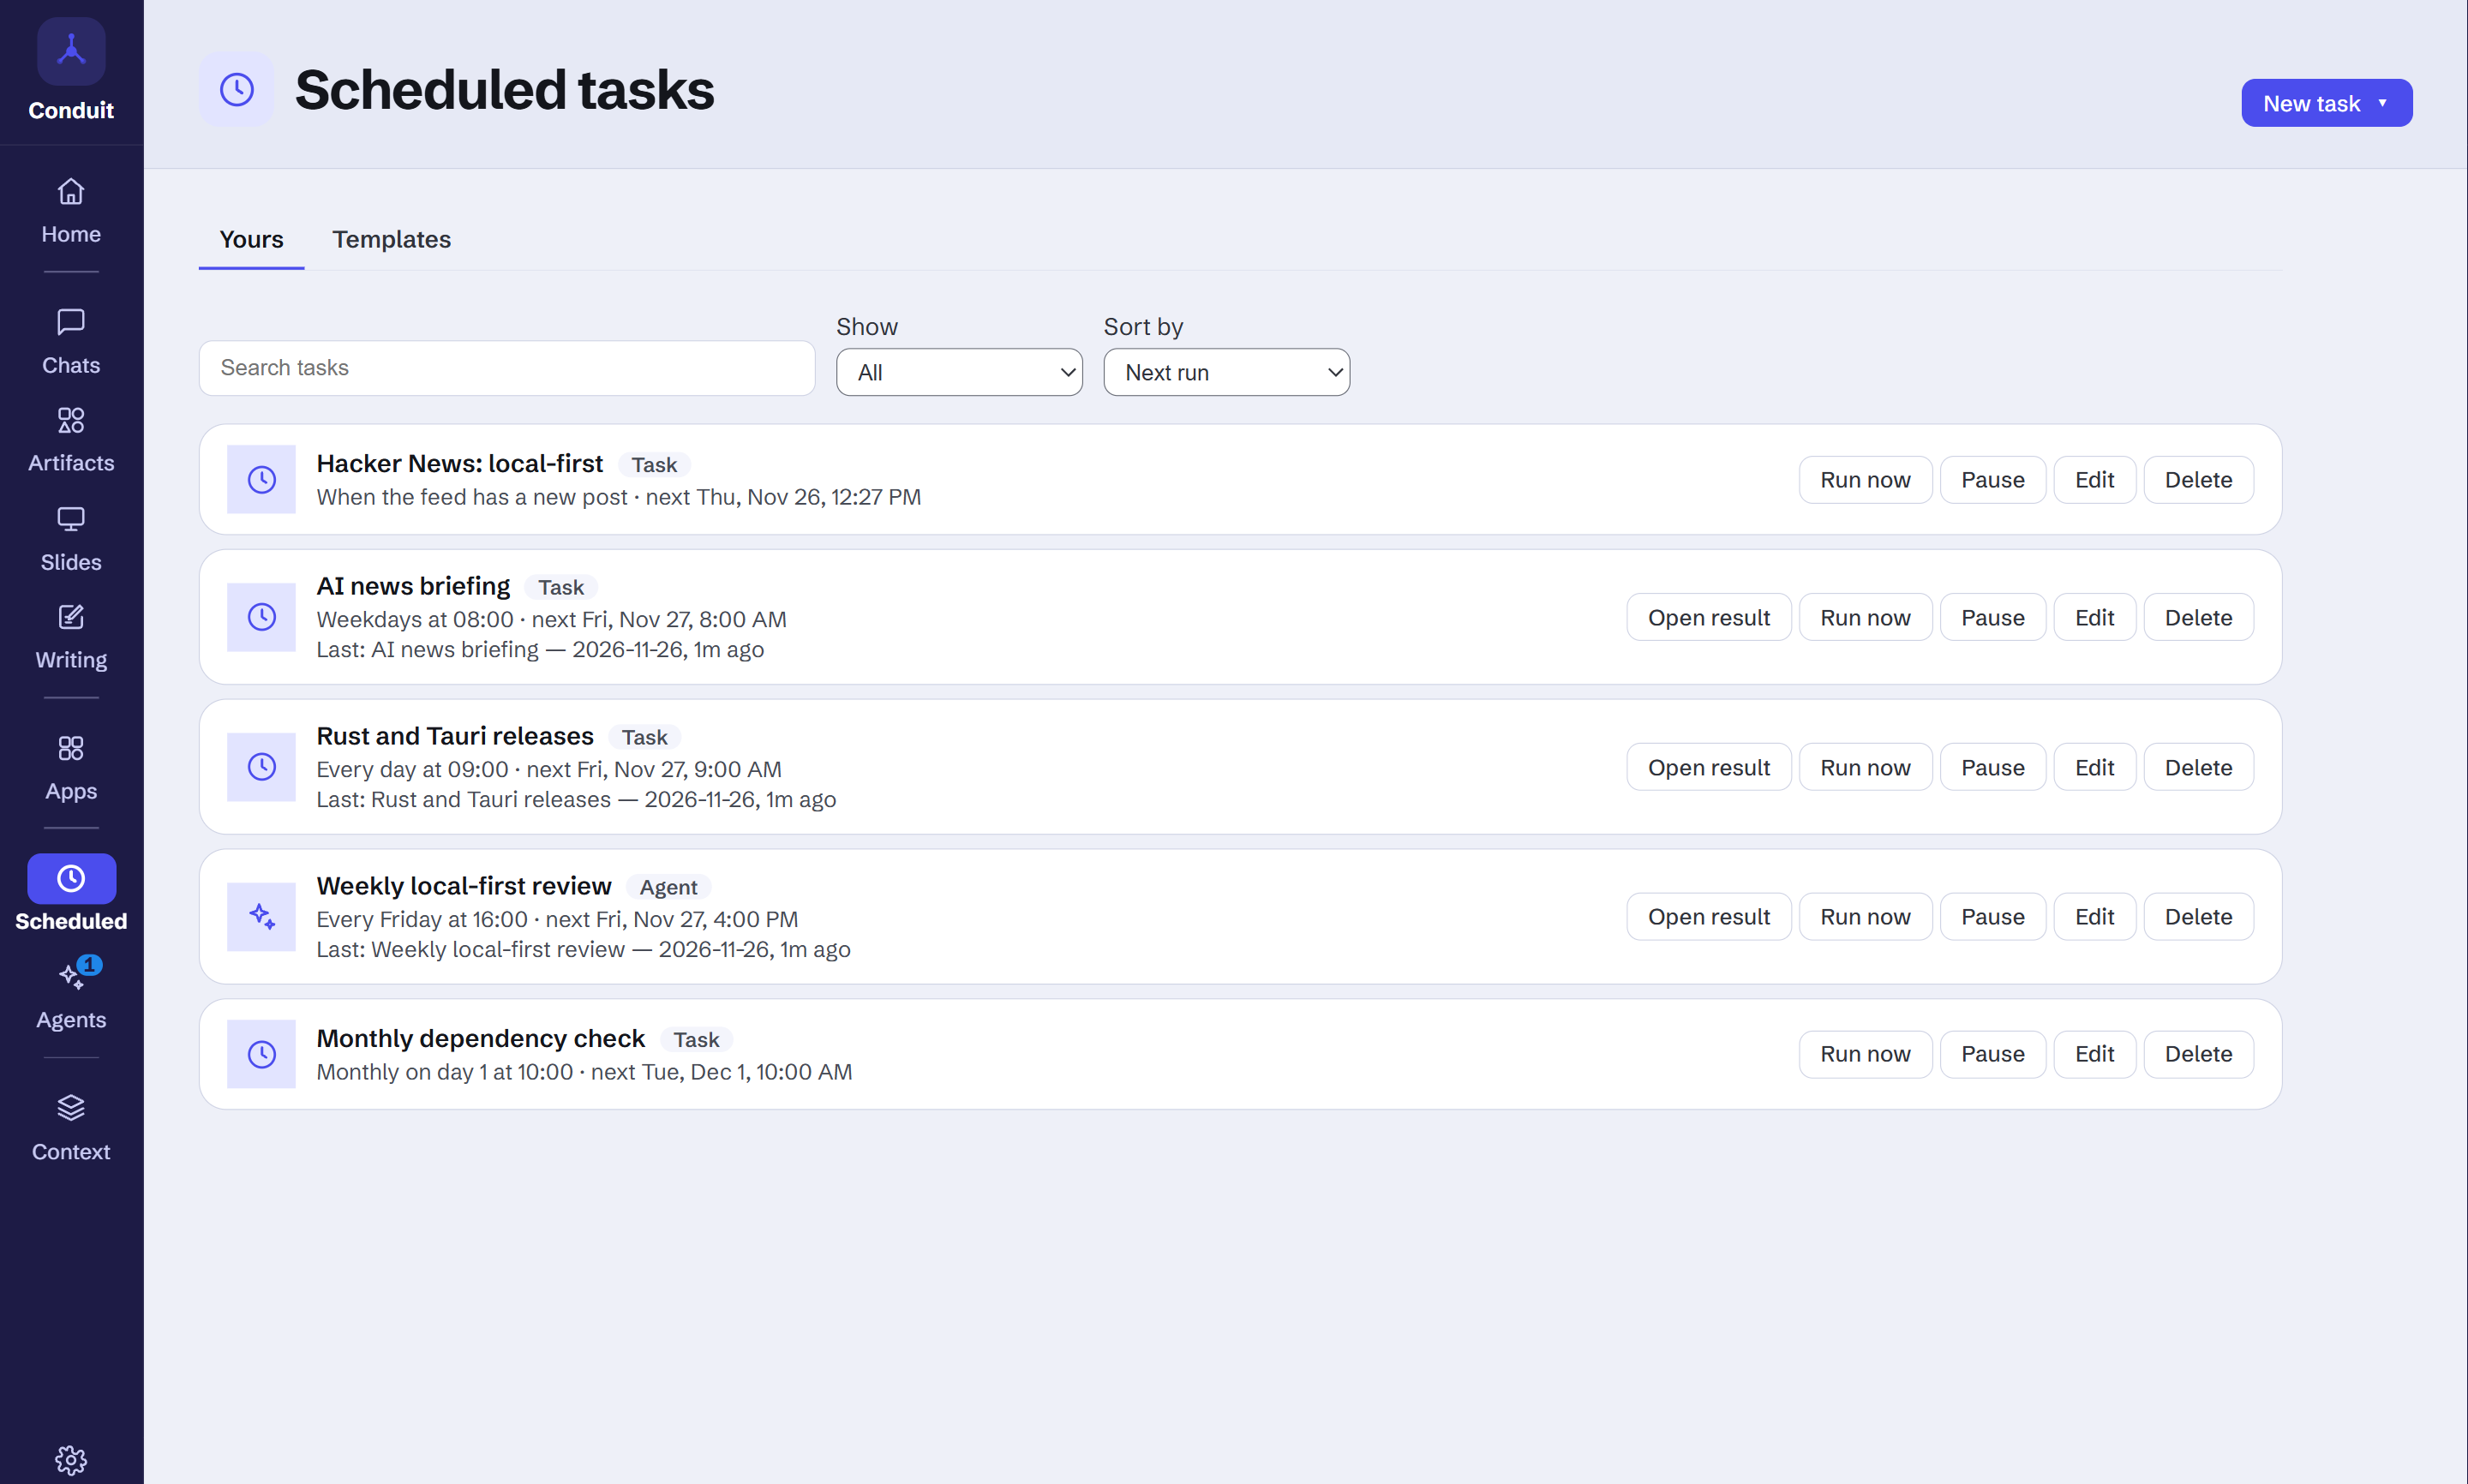 Conduit
Home
Chats
Artifacts
Slides
Writing
Apps
Scheduled
1
Agents
Context
Scheduled tasks
New task
Yours Templates
Show Sort by
Search tasks All Next run
Hacker News: local-first Task
When the feed has a new post · next Thu, Nov 26, 12:27 PM
Run now Pause Edit Delete
AI news briefing Task
Weekdays at 08:00 · next Fri, Nov 27, 8:00 AM
Last: AI news briefing — 2026-11-26, 1m ago
Open result Run now Pause Edit Delete
Rust and Tauri releases Task
Every day at 09:00 · next Fri, Nov 27, 9:00 AM
Last: Rust and Tauri releases — 2026-11-26, 1m ago
Open result Run now Pause Edit Delete
Weekly local-first review Agent
Every Friday at 16:00 · next Fri, Nov 27, 4:00 PM
Last: Weekly local-first review — 2026-11-26, 1m ago
Open result Run now Pause Edit Delete
Monthly dependency check Task
Monthly on day 1 at 10:00 · next Tue, Dec 1, 10:00 AM
Run now Pause Edit Delete